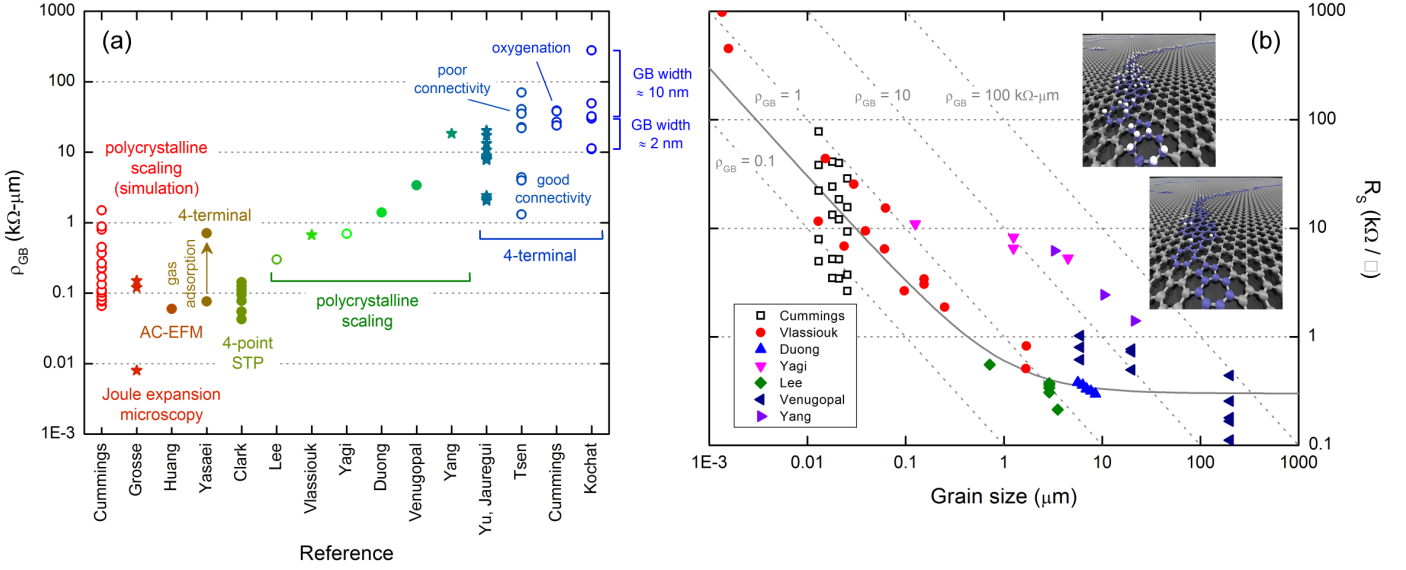 (a)
1000
100
10
1
0.1
0.01
1E-3
ρGB (kΩ-μm)
polycrystalline
scaling
(simulation)
4-terminal
gas
adsorption
AC-EFM
Joule expansion
microscopy
4-point
STP
polycrystalline
scaling
poor
connectivity
oxygenation
good
connectivity
4-terminal
GB width
≈ 10 nm
GB width
≈ 2 nm
Cummings
Grosse
Huang
Yasaei
Clark
Lee
Vlassiouk
Yagi
Duong
Venugopal
Yang
Yu, Jauregui
Tsen
Cummings
Kochat
Reference
(b)
ρGB = 1
ρGB = 10
ρGB = 100 kΩ-μm
ρGB = 0.1
Cummings
Vlassiouk
Duong
Yagi
Lee
Venugopal
Yang
1000
100
10
1
0.1
RS (kΩ / □)
1E-3
0.01
0.1
1
10
100
1000
Grain size (μm)